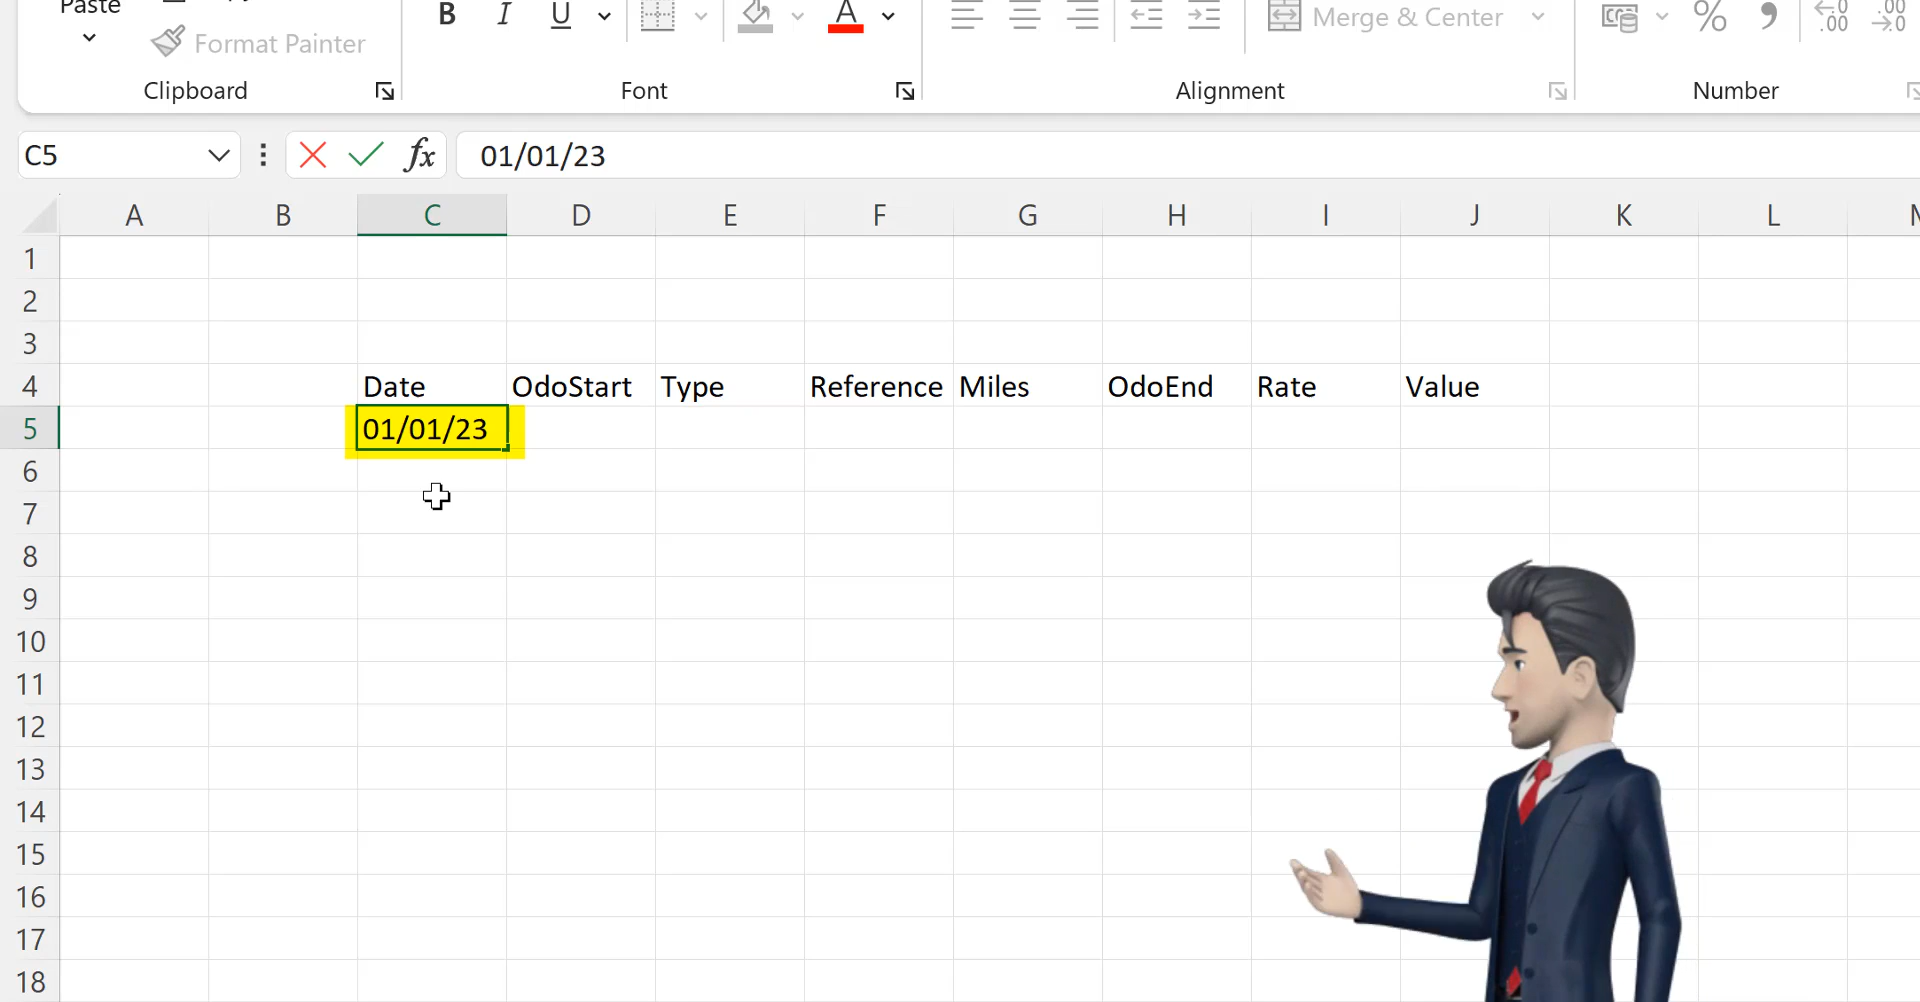 Paste
Format Painter
B I U A
Merge & Center
%
Clipboard Font Alignment Number
C5 fx 01/01/23
A B C D E F G H I J K L
1
2
3
4 Date OdoStart Type Reference Miles OdoEnd Rate Value
5 01/01/23
6
7
8
9
10
11
12
13
14
15
16
17
18